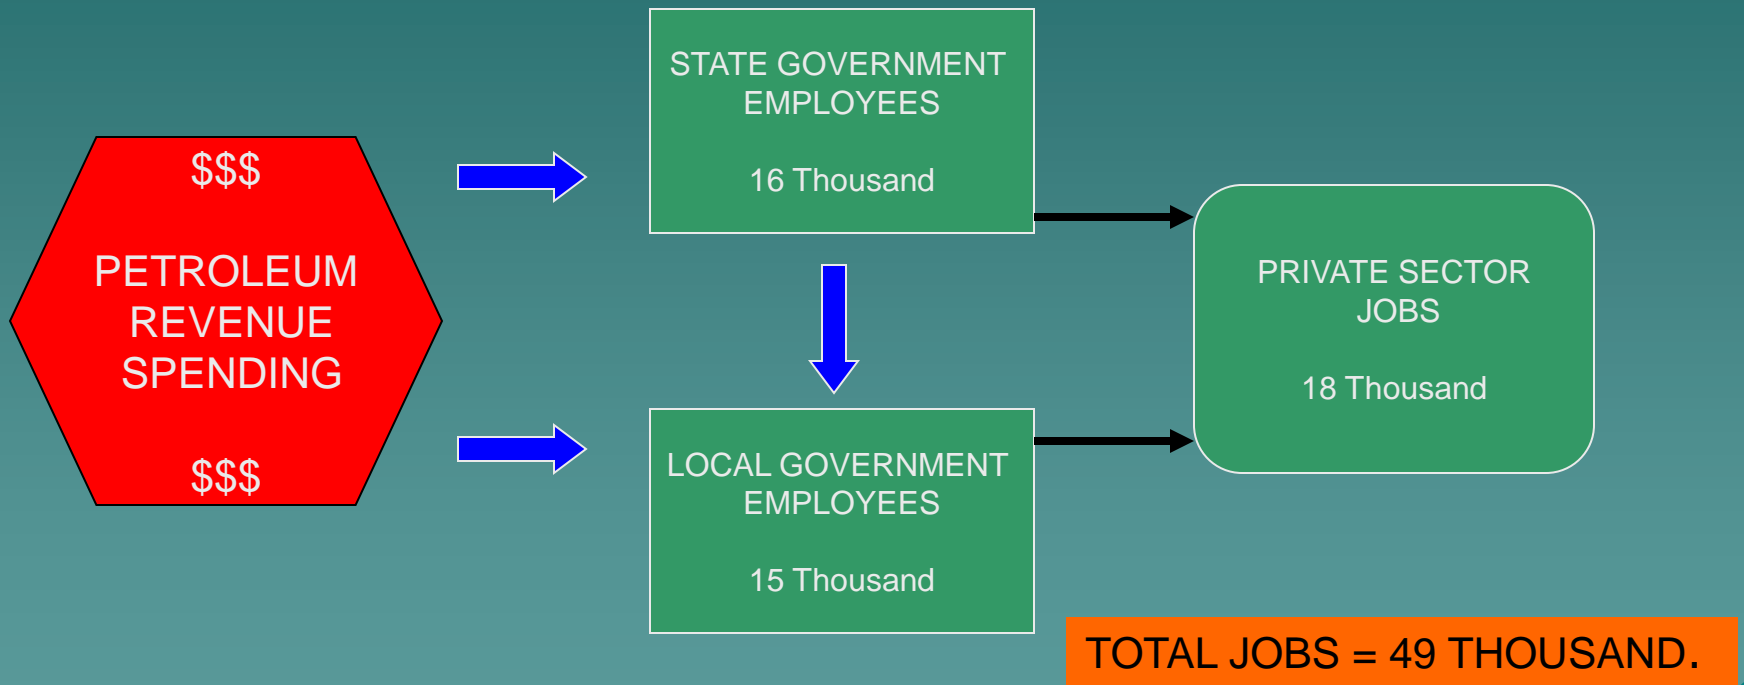 $$$
PETROLEUM
REVENUE
SPENDING
$$$
STATE GOVERNMENT
EMPLOYEES
16 Thousand
LOCAL GOVERNMENT
EMPLOYEES
15 Thousand
PRIVATE SECTOR
JOBS
18 Thousand
TOTAL JOBS = 49 THOUSAND.